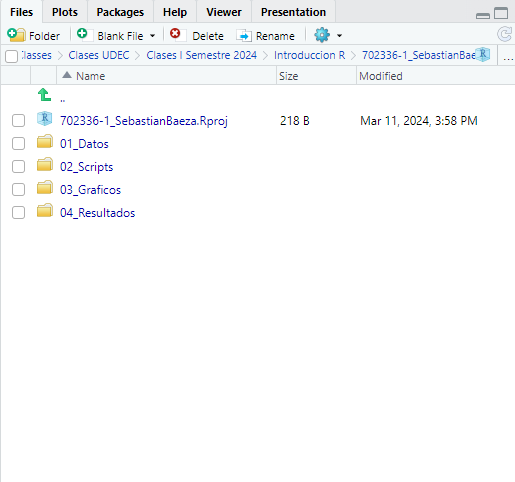 Files Plots Packages Help Viewer Presentation
Folder Blank File Delete Rename
Clases UDEC Clases I Semestre 2024 Introduccion R 702336-1_SebastianBae R ...
Name Size Modified
..
702336-1_SebastianBaeza.Rproj 218 B Mar 11, 2024, 3:58 PM
01_Datos
02_Scripts
03_Graficos
04_Resultados